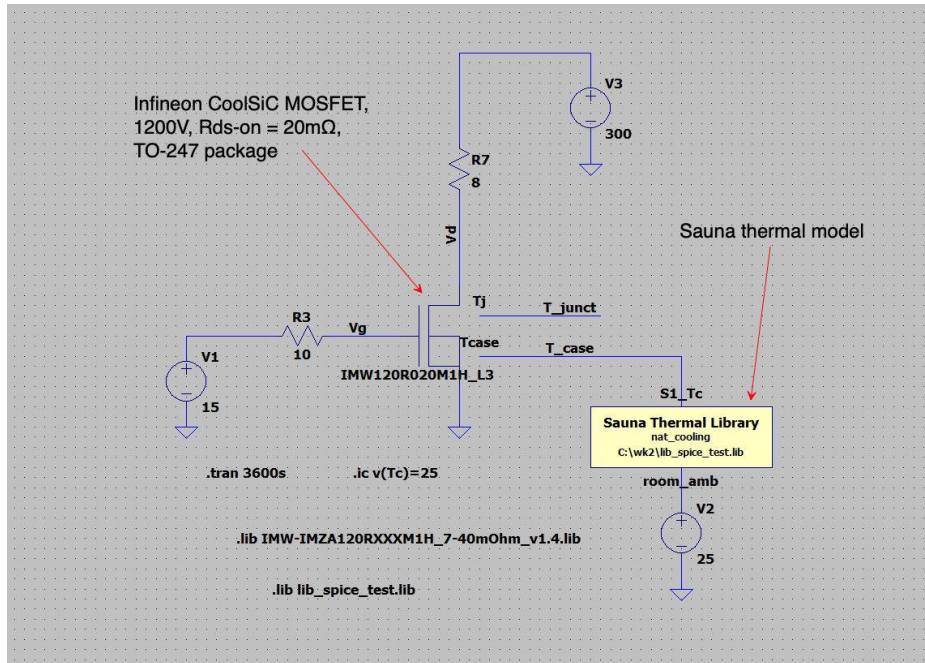 V3
300
Infineon CoolSiC MOSFET,
1200V, Rds-on = 20mΩ,
TO-247 package
R7
8
Vd
Sauna thermal model
Tj
T_junct
R3
10
Vg
Tcase
T_case
V1
15
IMW120R020M1H_L3
S1_Tc
Sauna Thermal Library
nat_cooling
C:\wk2\lib_spice_test.lib
.tran 3600s
.ic v(Tc)=25
room_amb
V2
25
.lib IMW-IMZA120RXXXM1H_7-40mOhm_v1.4.lib
.lib lib_spice_test.lib